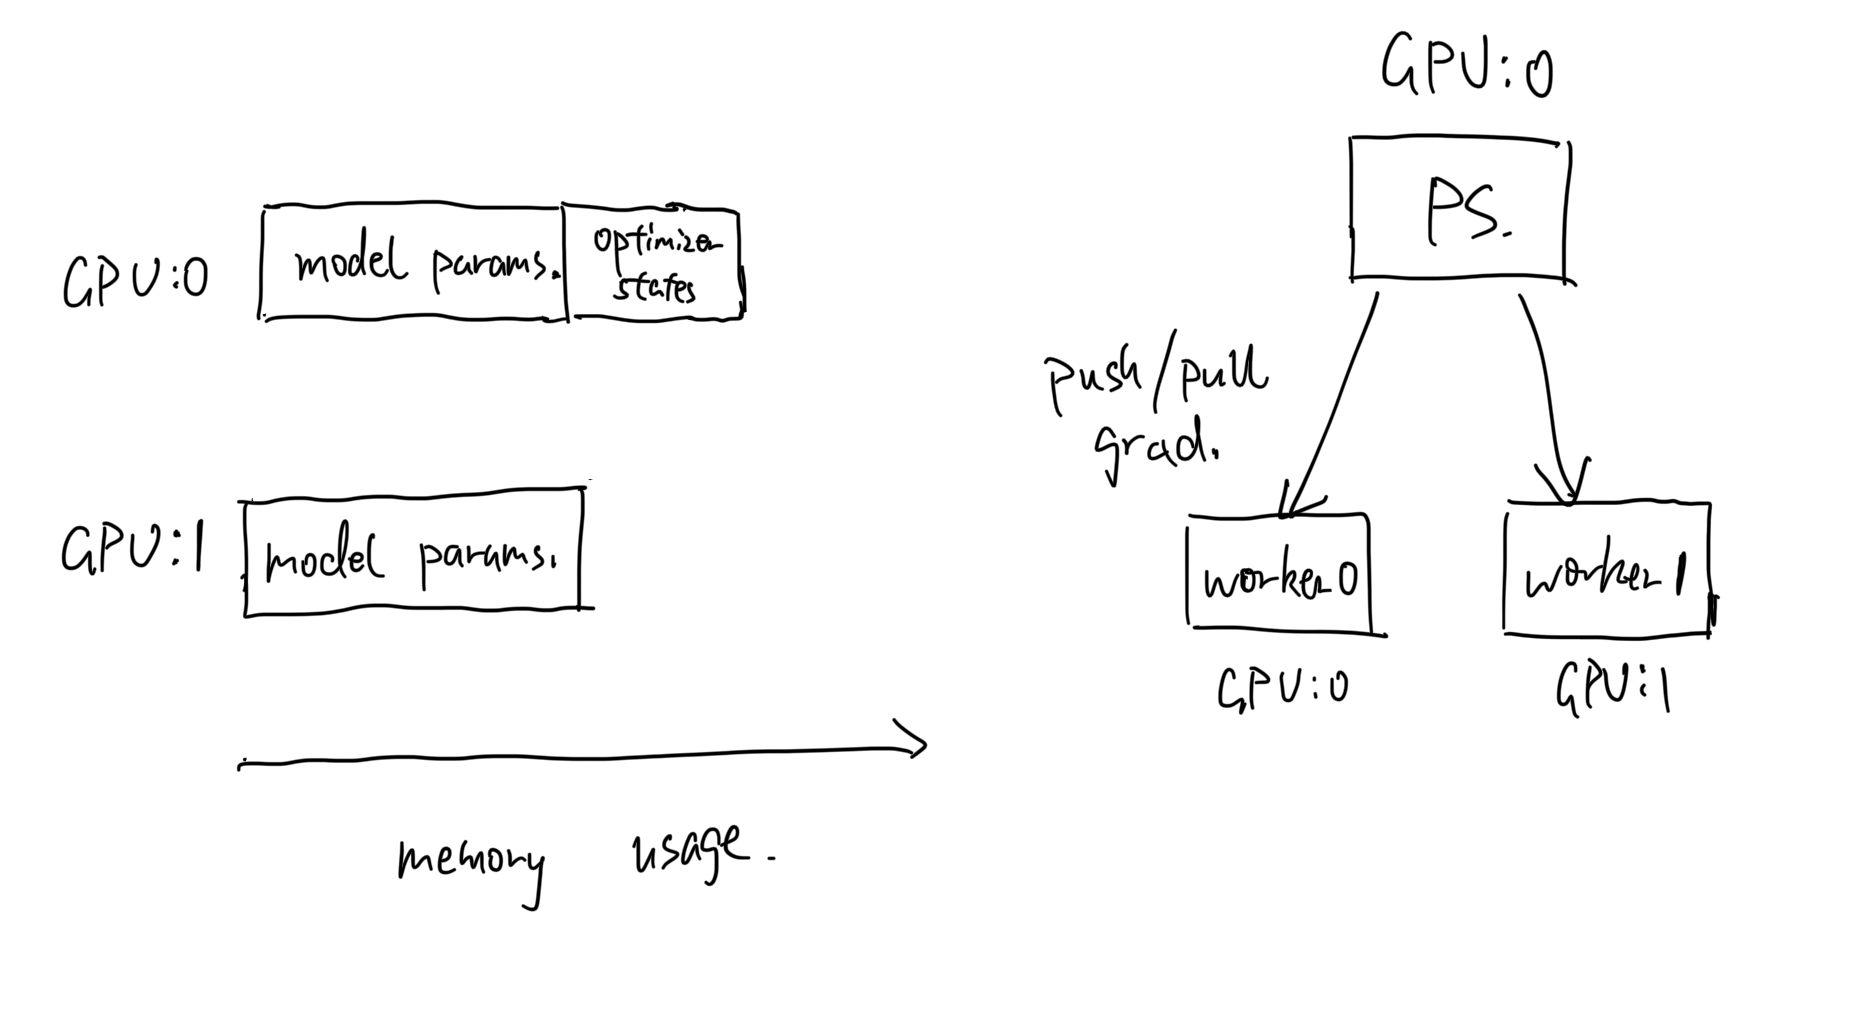 GPU:0
model params.
optimizer
states
GPU:1
model params.
memory usage.
GPU:0
PS.
push/pull
grad.
worker0
worker1
GPU:0
GPU:1